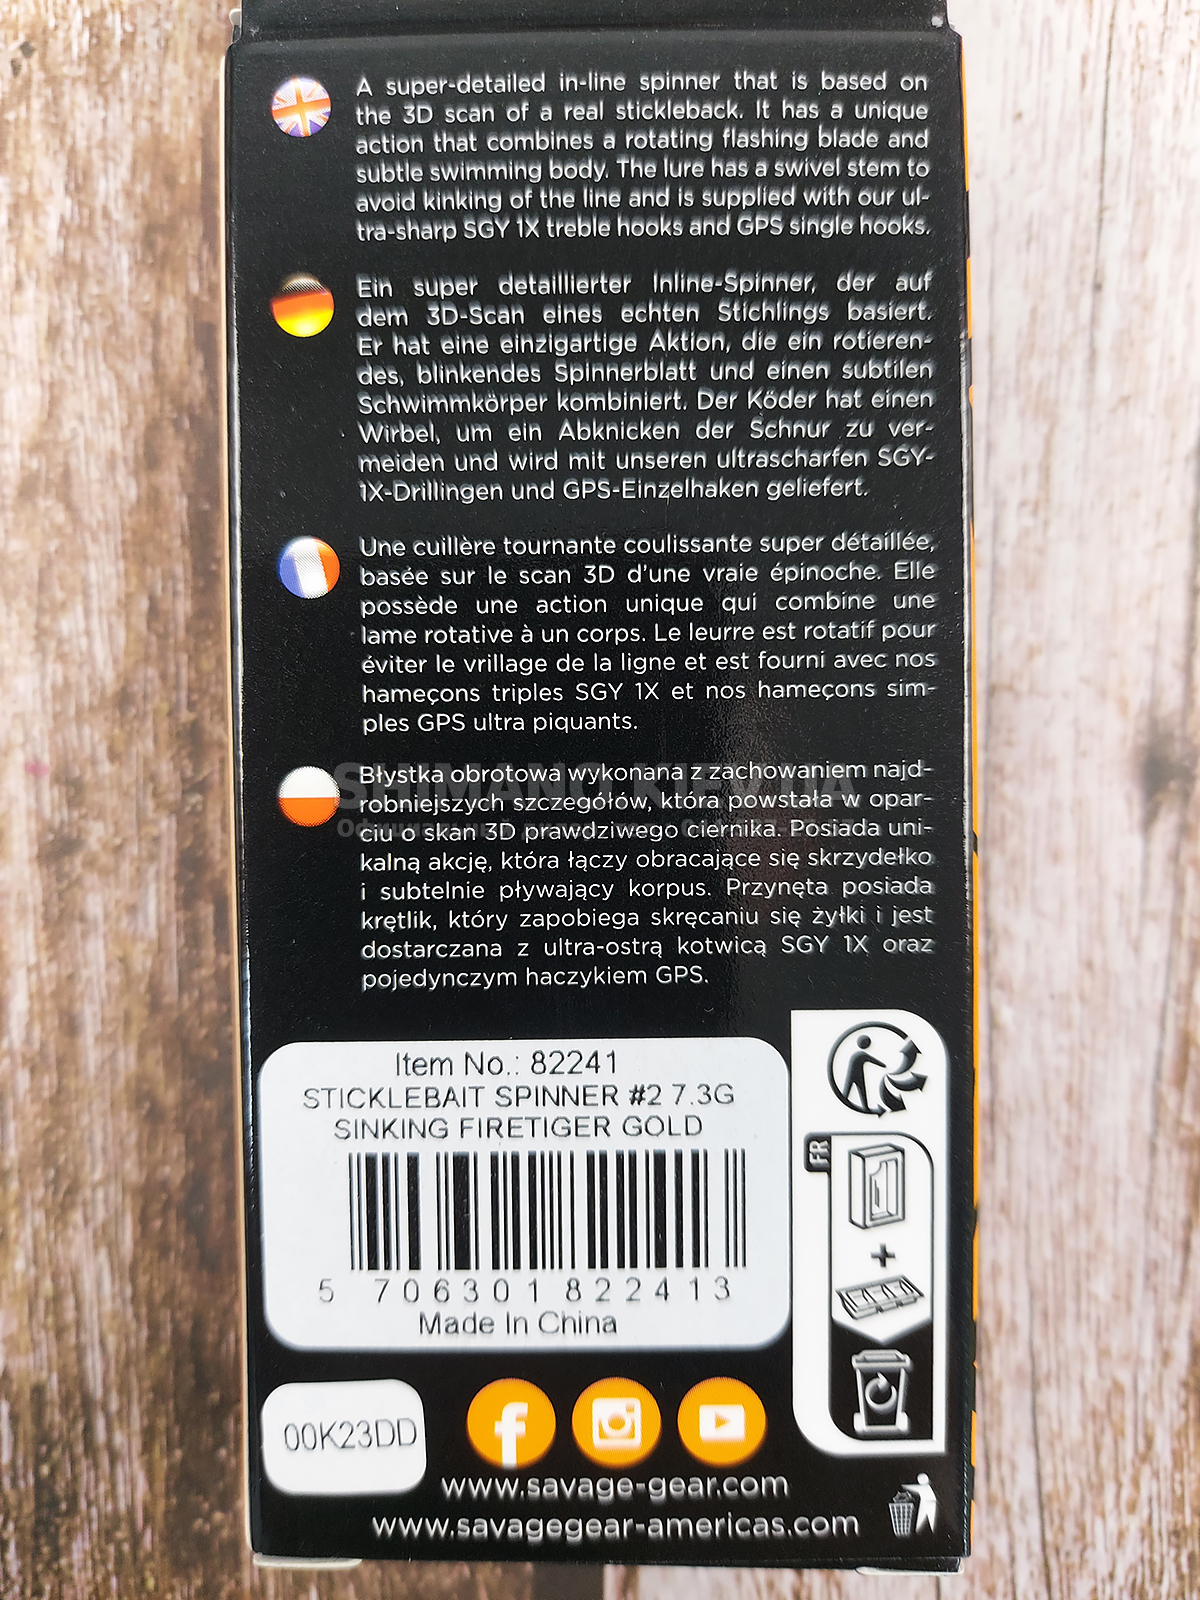 A super-detailed in-line spinner that is based on
the 3D scan of a real stickleback. It has a unique
action that combines a rotating flashing blade and
subtle swimming body. The lure has a swivel stem to
avoid kinking of the line and is supplied with our ul-
tra-sharp SGY 1X treble hooks and GPS single hooks.
Ein super detaillierter Inline-Spinner, der auf
dem 3D-Scan eines echten Stichlings basiert.
Er hat eine einzigartige Aktion, die ein rotieren-
des, blinkendes Spinnerblatt und einen subtilen
Schwimmkörper kombiniert. Der Köder hat einen
Wirbel, um ein Abknicken der Schnur zu ver-
meiden und wird mit unseren ultrascharfen SGY-
1X-Drillingen und GPS-Einzelhaken geliefert.
Une cuillère tournante coulissante super détaillée,
basée sur le scan 3D d'une vraie épinoche. Elle
possède une action unique qui combine une
lame rotative à un corps. Le leurre est rotatif pour
éviter le vrillage de la ligne et est fourni avec nos
hameçons triples SGY 1X et nos hameçons sim-
ples GPS ultra piquants.
Błystka obrotowa wykonana z zachowaniem najd-
robniejszych szczegółów, która powstała w opar-
ciu o skan 3D prawdziwego ciernika. Posiada uni-
kalną akcję, która łączy obracające się skrzydełko
i subtelnie pływający korpus. Przynęta posiada
krętlik, który zapobiega skręcaniu się żyłki i jest
dostarczana z ultra-ostrą kotwicą SGY 1X oraz
pojedynczym haczykiem GPS.
SHIMANO.KIEV.UA
Item No.: 82241
STICKLEBAIT SPINNER #2 7.3G
SINKING FIRETIGER GOLD
5 706301 822413
Made In China
FR
+
00K23DD
www.savage-gear.com
www.savagegear-americas.com